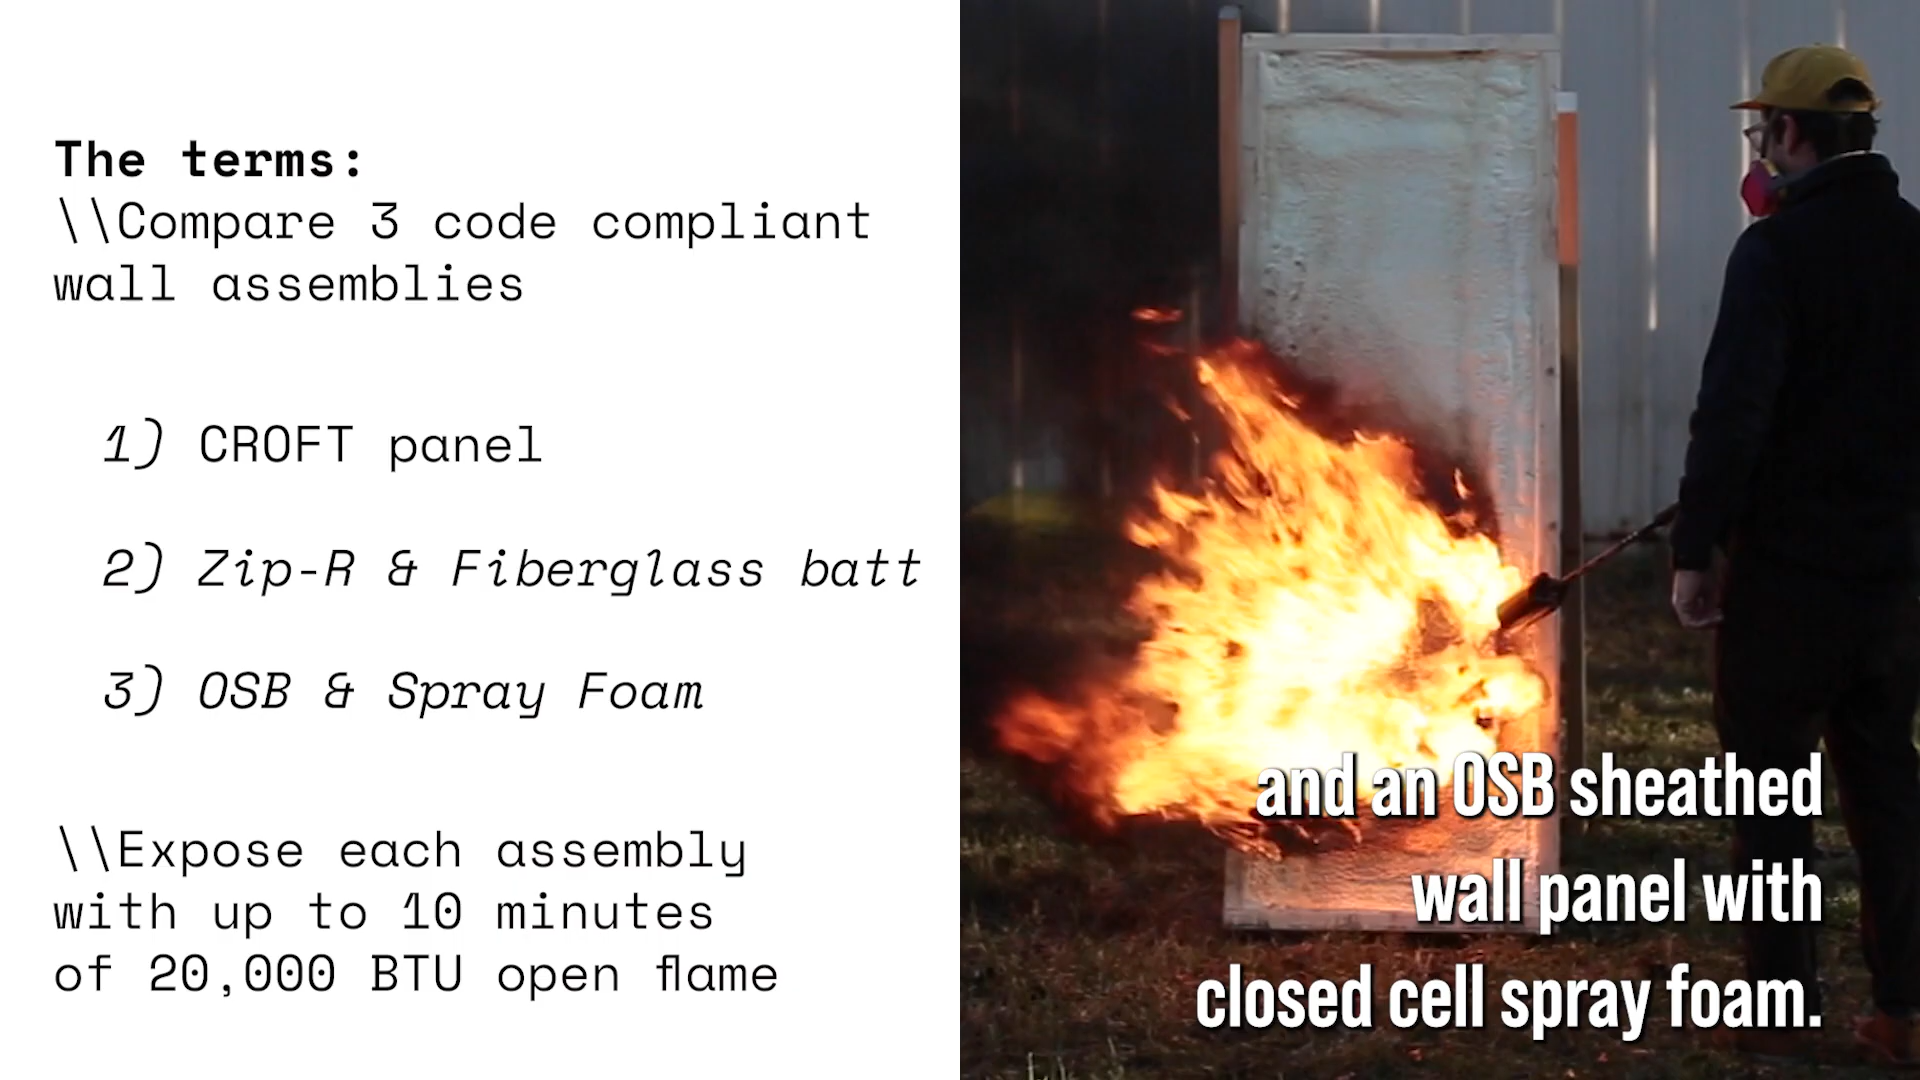 The terms:
\\Compare 3 code compliant
wall assemblies
1) CROFT panel
2) Zip-R & Fiberglass batt
3) OSB & Spray Foam
\\Expose each assembly
with up to 10 minutes
of 20,000 BTU open flame
and an OSB sheathed
wall panel with
closed cell spray foam.